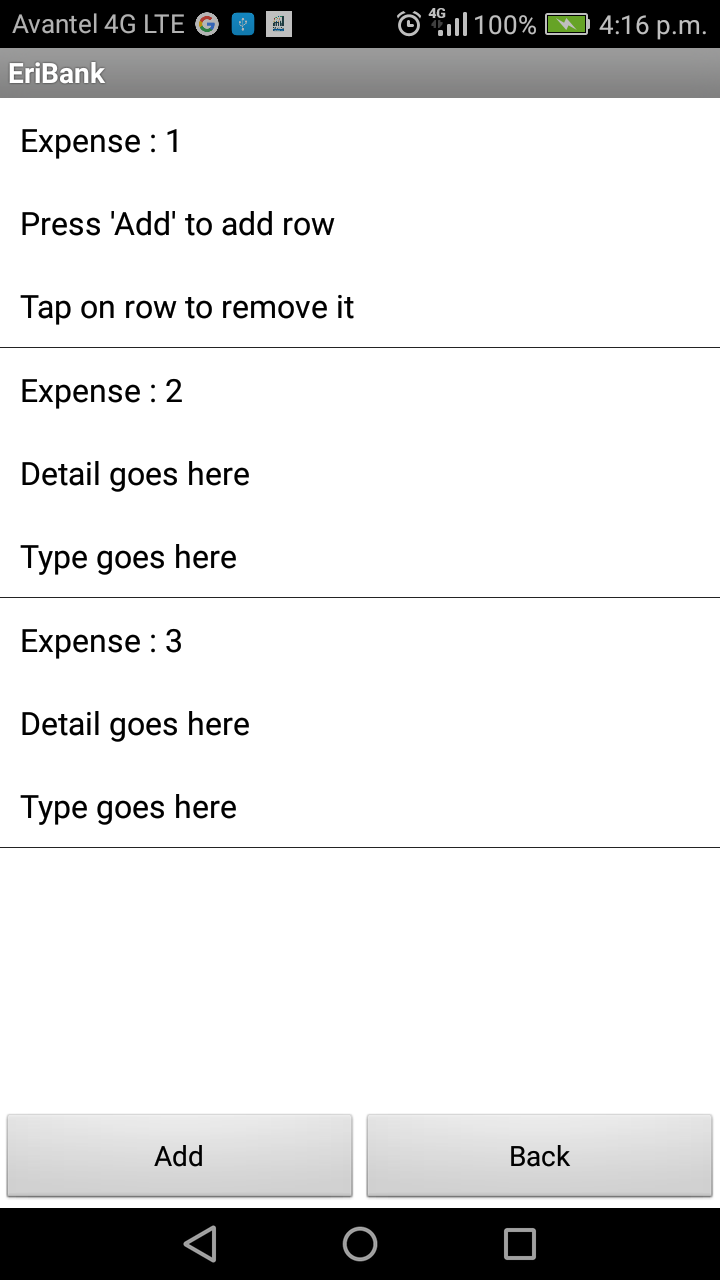 Avantel 4G LTE 4G 100% 4:16 p.m.
EriBank
Expense : 1
Press 'Add' to add row
Tap on row to remove it
Expense : 2
Detail goes here
Type goes here
Expense : 3
Detail goes here
Type goes here
Add Back